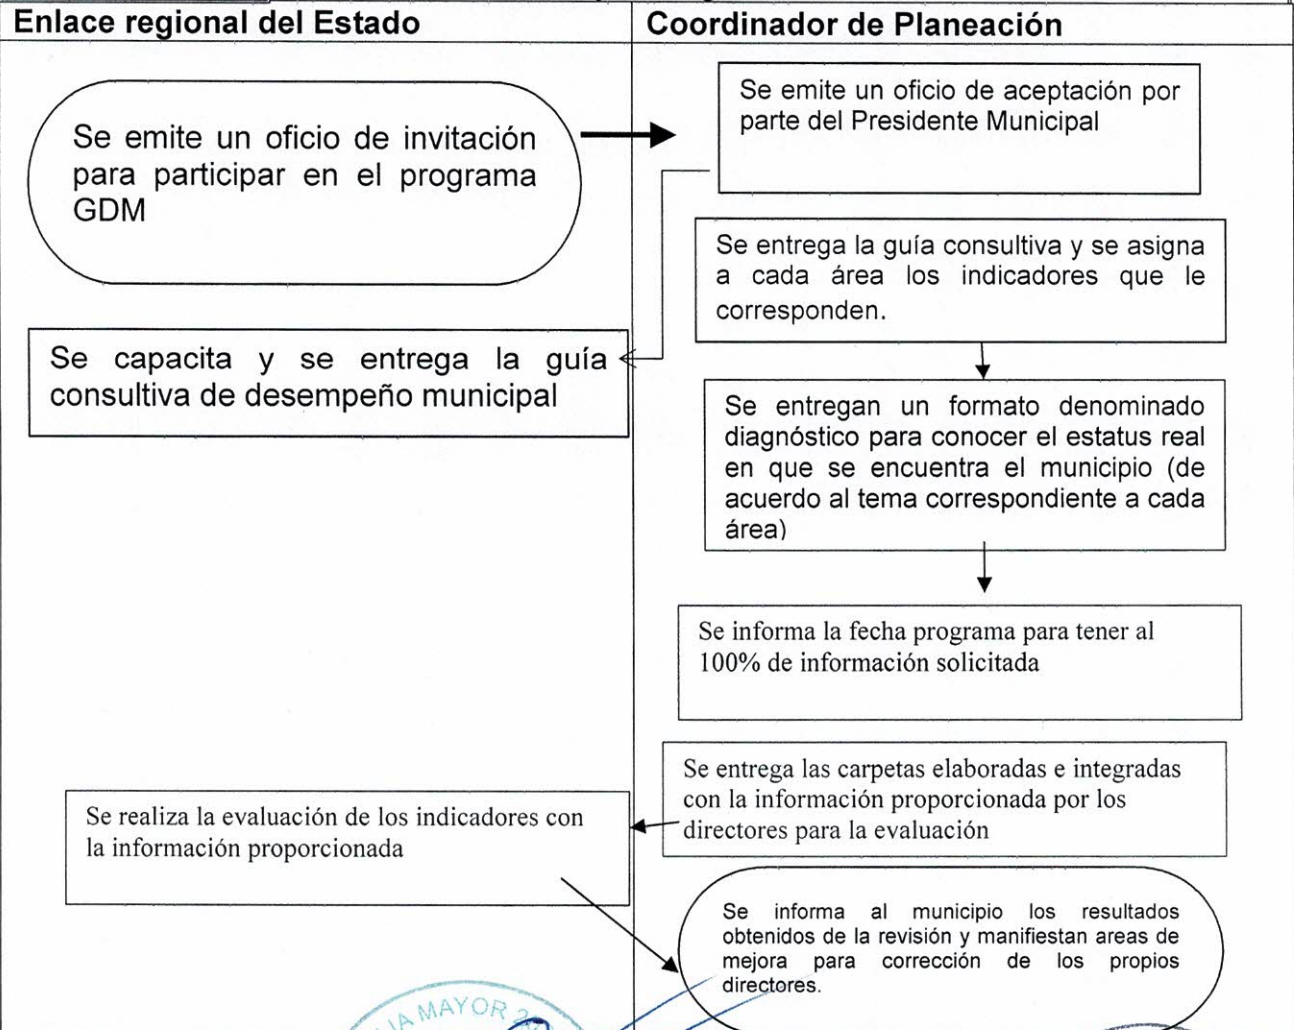 Enlace regional del Estado
Coordinador de Planeación
Se emite un oficio de invitación
para participar en el programa
GDM
Se emite un oficio de aceptación por
parte del Presidente Municipal
Se capacita y se entrega la guía
consultiva de desempeño municipal
Se entrega la guía consultiva y se asigna
a cada área los indicadores que le
corresponden.
Se entregan un formato denominado
diagnóstico para conocer el estatus real
en que se encuentra el municipio (de
acuerdo al tema correspondiente a cada
área)
Se informa la fecha programa para tener al
100% de información solicitada
Se entrega las carpetas elaboradas e integradas
con la información proporcionada por los
directores para la evaluación
Se realiza la evaluación de los indicadores con
la información proporcionada
Se informa al municipio los resultados
obtenidos de la revisión y manifiestan areas de
mejora para corrección de los propios
directores.
MAYOR